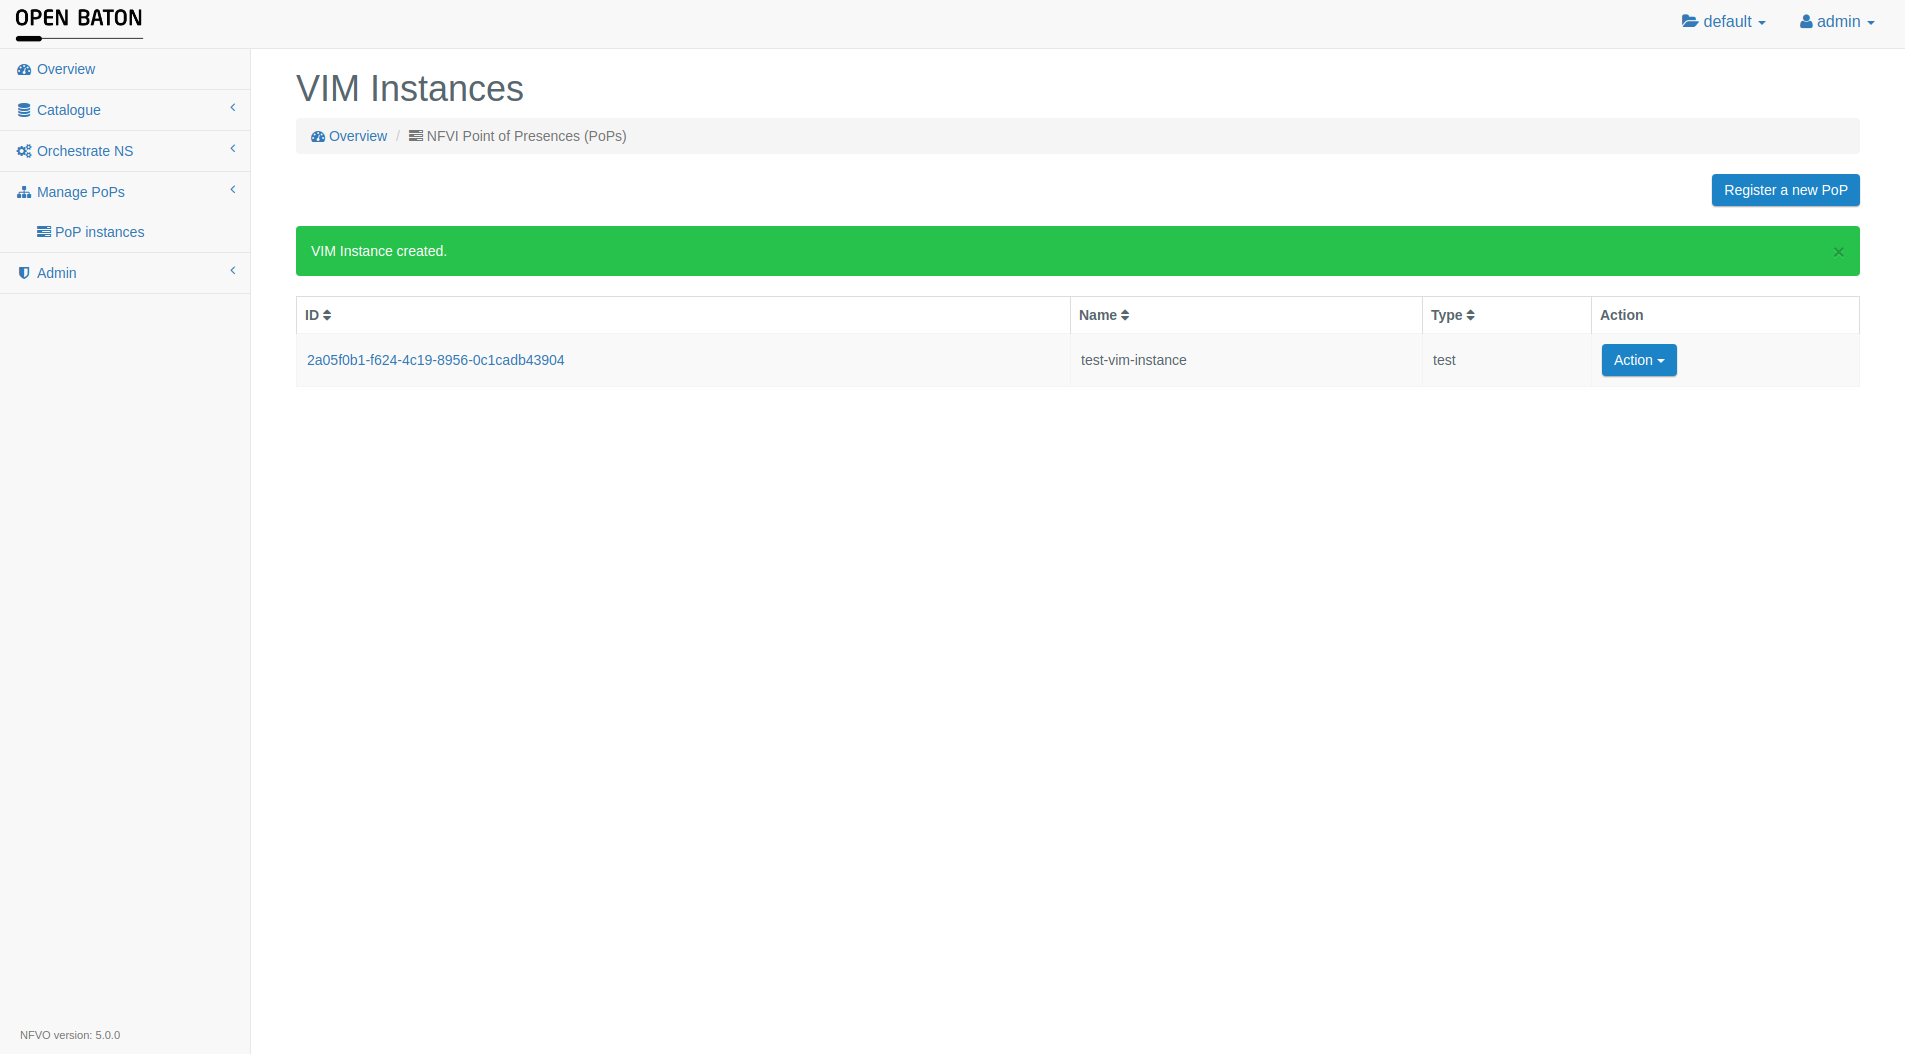 OPEN BATON
default
admin
Overview
Catalogue
Orchestrate NS
Manage PoPs
PoP instances
Admin
NFVO version: 5.0.0
VIM Instances
Overview / NFVI Point of Presences (PoPs)
Register a new PoP
VIM Instance created. ×
ID Name Type Action
2a05f0b1-f624-4c19-8956-0c1cadb43904 test-vim-instance test Action